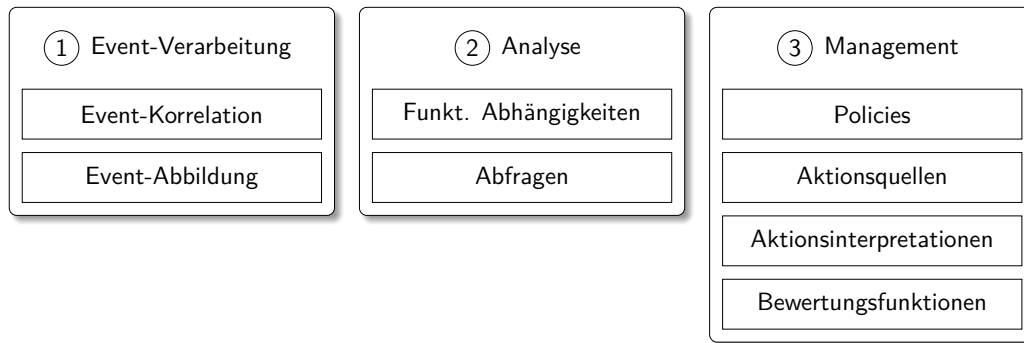 1 Event-Verarbeitung
Event-Korrelation
Event-Abbildung
2 Analyse
Funkt. Abhängigkeiten
Abfragen
3 Management
Policies
Aktionsquellen
Aktionsinterpretationen
Bewertungsfunktionen